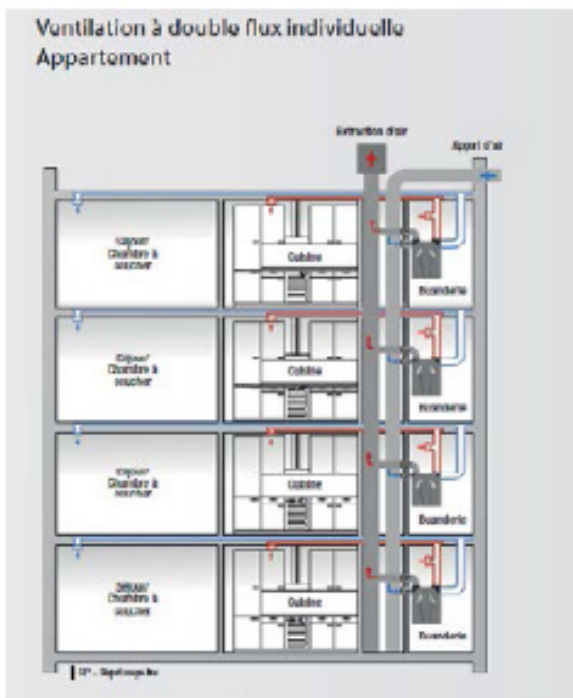 Ventilation à double flux individuelle
Appartement
Extraction d'air
Apport d'air
Séjour/
Chambre à
coucher
Cuisine
Buanderie
Séjour/
Chambre à
coucher
Cuisine
Buanderie
Séjour/
Chambre à
coucher
Cuisine
Buanderie
Séjour/
Chambre à
coucher
Cuisine
Buanderie